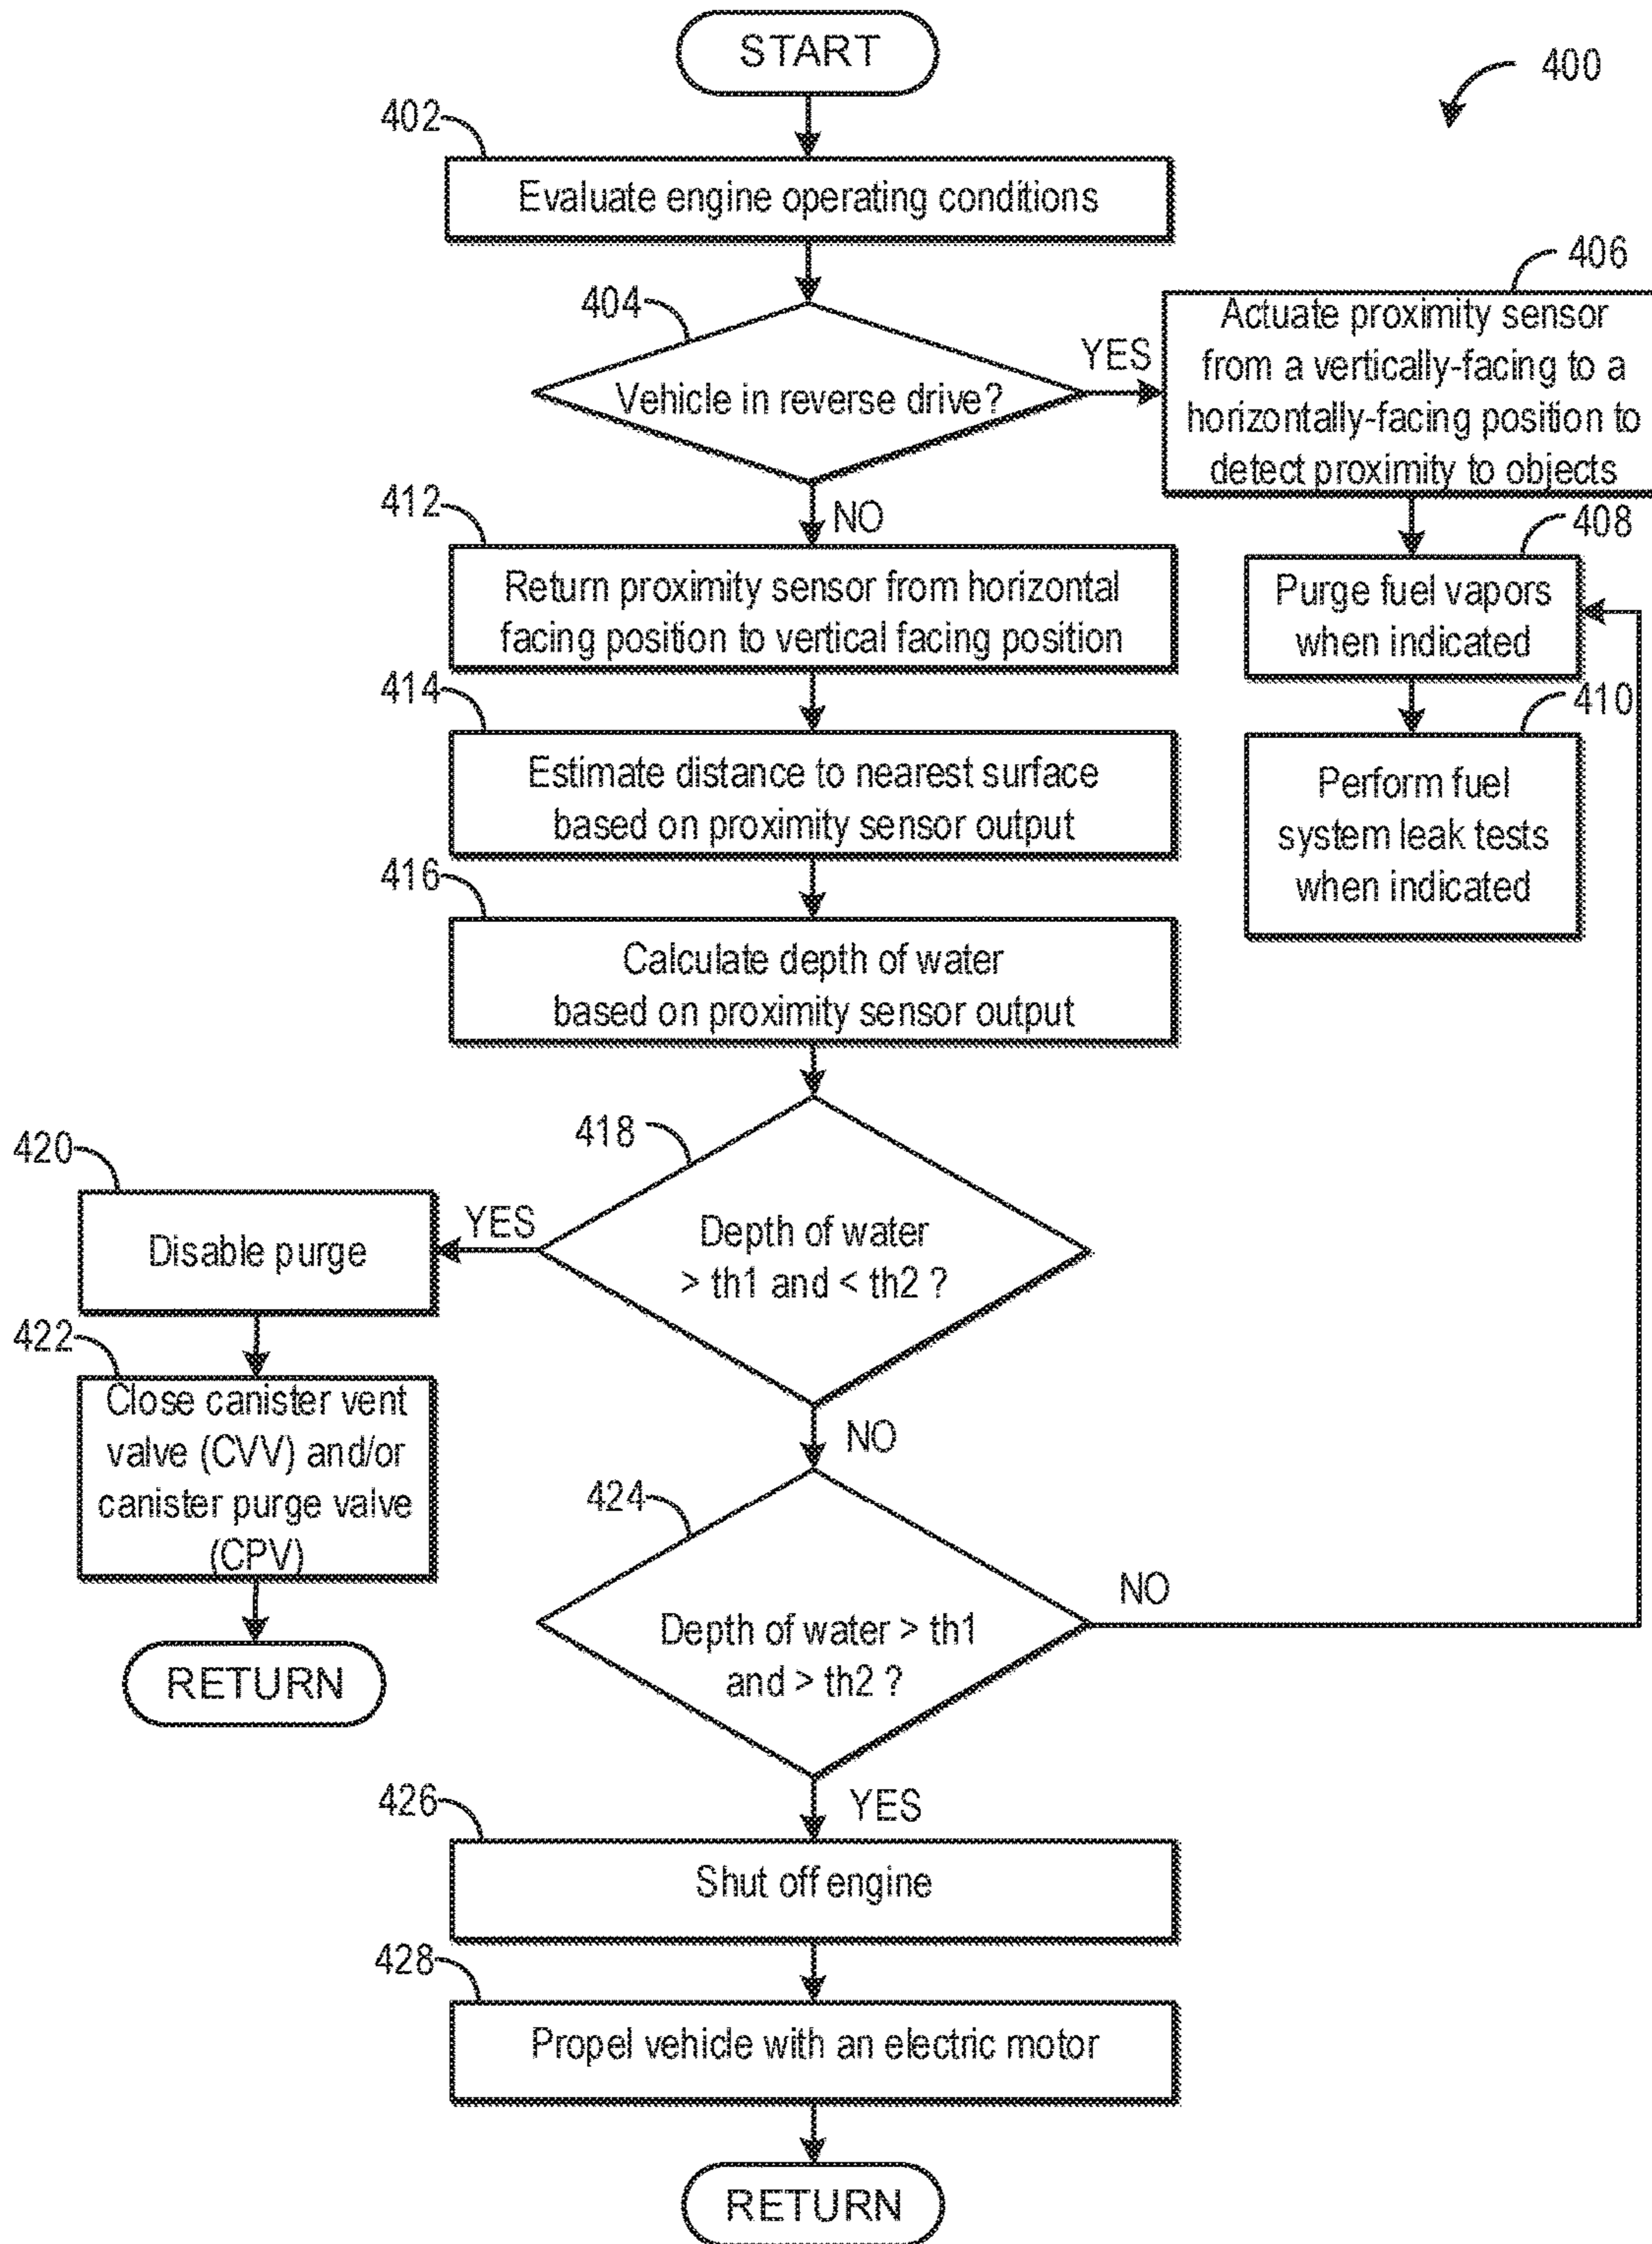 START
400
402
Evaluate engine operating conditions
404
Vehicle in reverse drive?
YES
406
Actuate proximity sensor
from a vertically-facing to a
horizontally-facing position to
detect proximity to objects
408
Purge fuel vapors
when indicated
410
Perform fuel
system leak tests
when indicated
NO
412
Return proximity sensor from horizontal
facing position to vertical facing position
414
Estimate distance to nearest surface
based on proximity sensor output
416
Calculate depth of water
based on proximity sensor output
418
Depth of water
> th1 and < th2 ?
YES
420
Disable purge
422
Close canister vent
valve (CVV) and/or
canister purge valve
(CPV)
RETURN
NO
424
Depth of water > th1
and > th2 ?
NO
YES
426
Shut off engine
428
Propel vehicle with an electric motor
RETURN